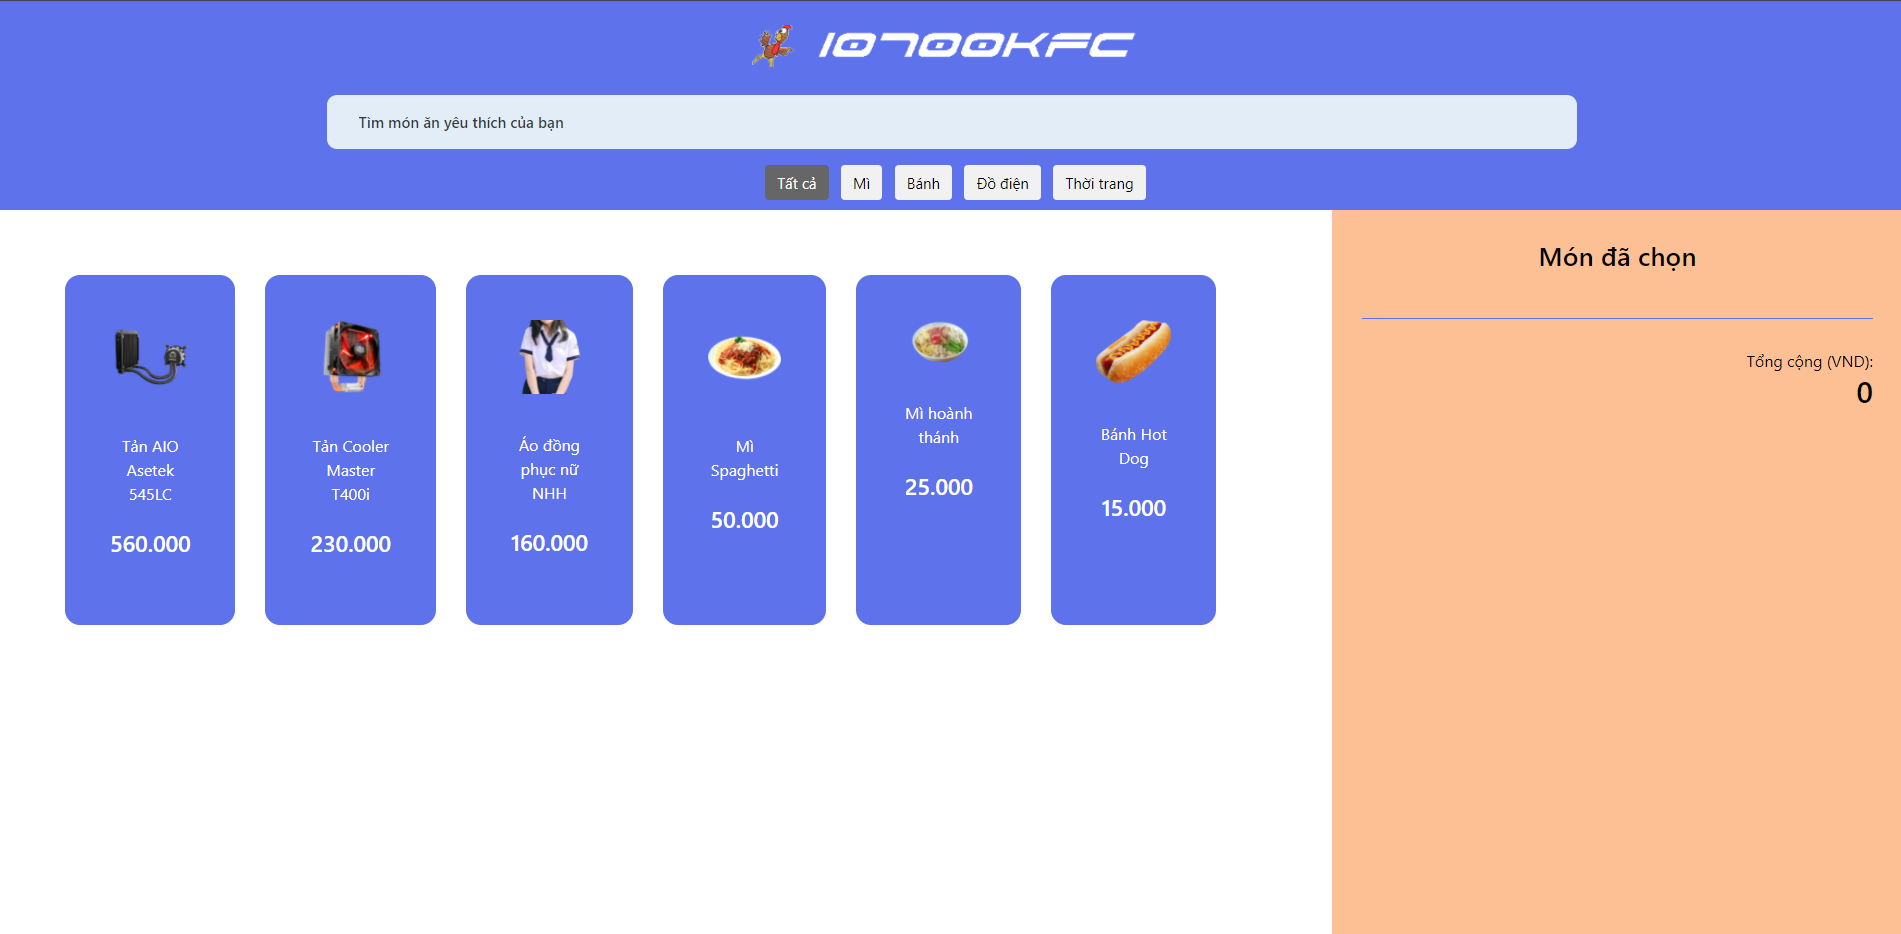 10700KFC
Tìm món ăn yêu thích của bạn
Tất cả
Mì
Bánh
Đồ điện
Thời trang
Tản AIO
Asetek
545LC
560.000
Tản Cooler
Master
T400i
230.000
Áo đồng
phục nữ
NHH
160.000
Mì
Spaghetti
50.000
Mì hoành
thánh
25.000
Bánh Hot
Dog
15.000
Món đã chọn
Tổng cộng (VND):
0